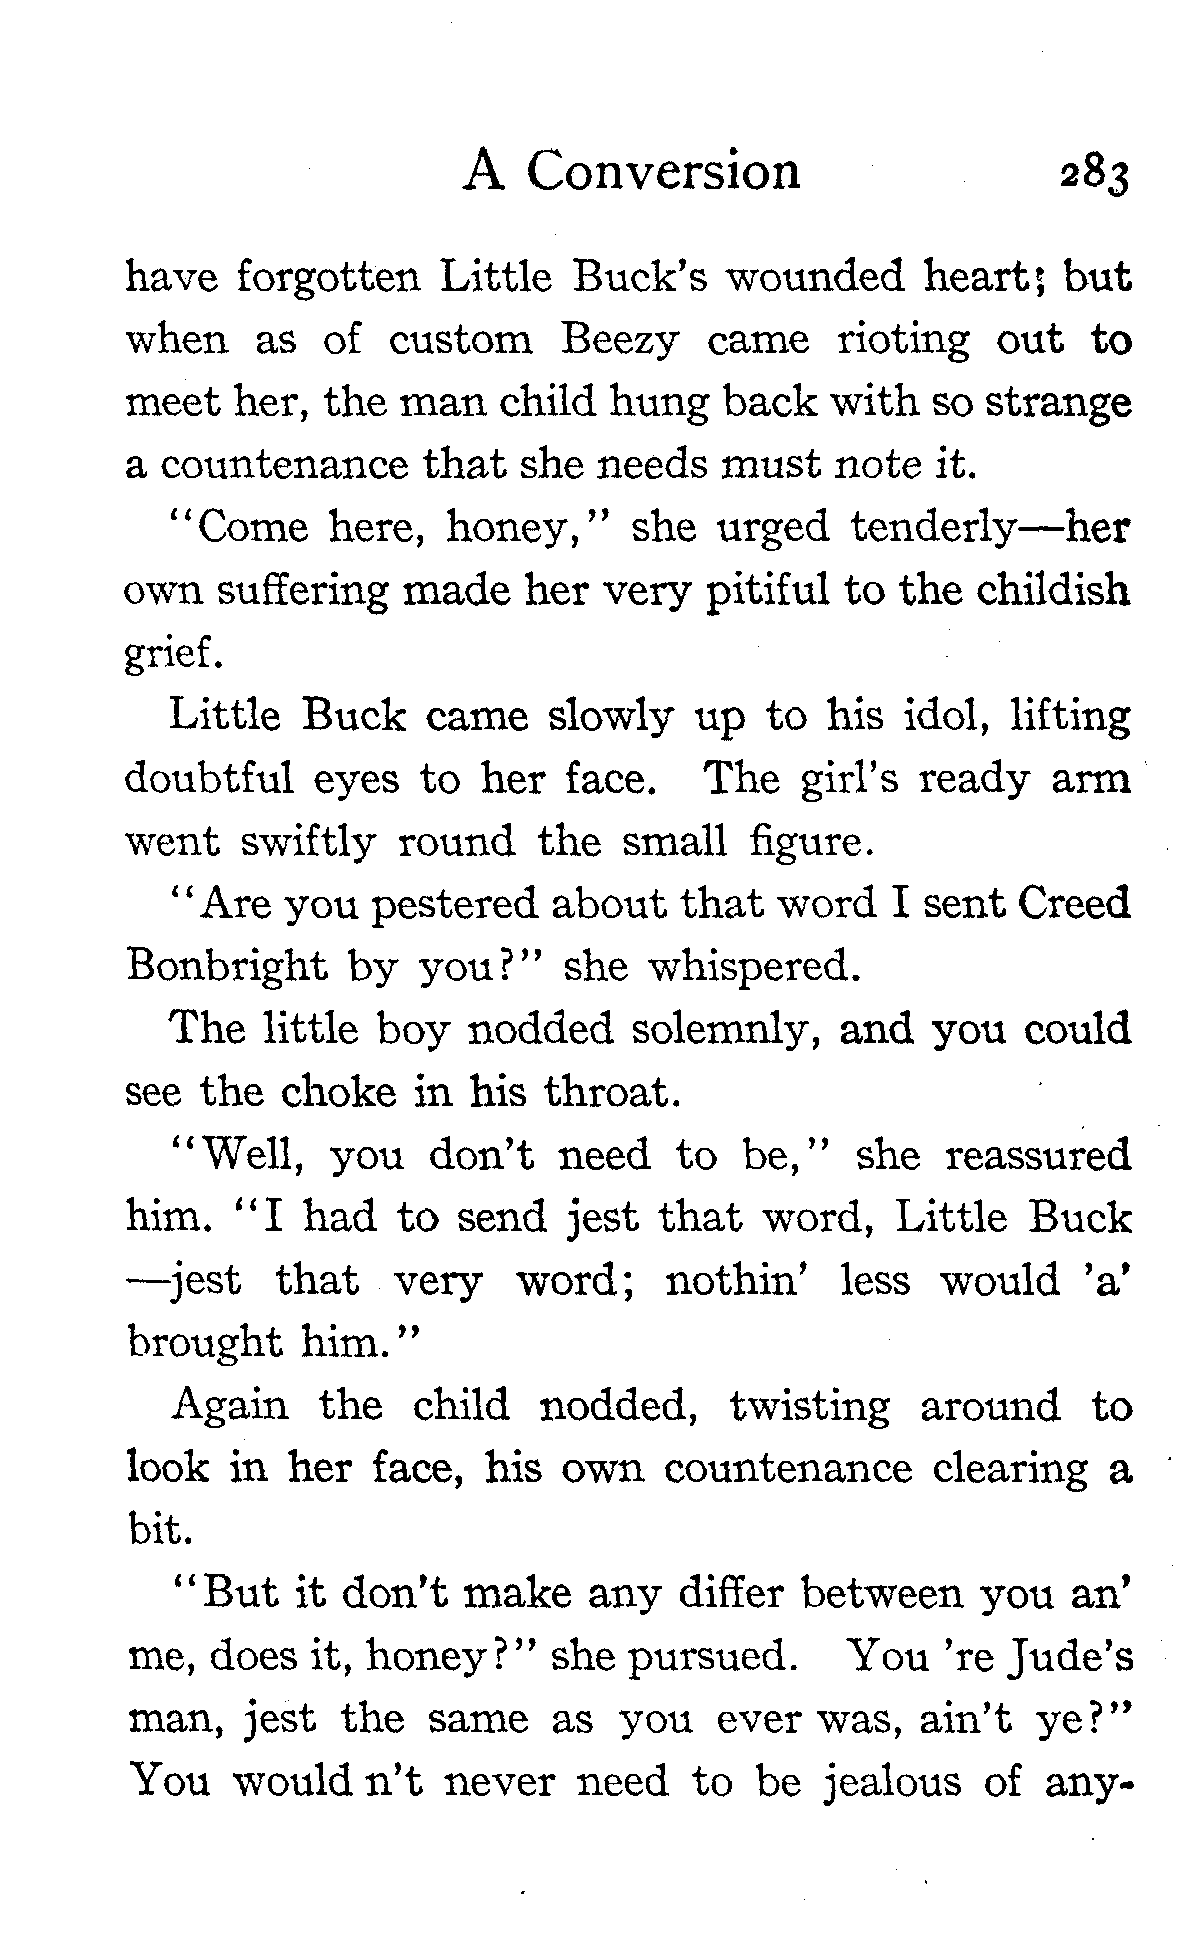 A Conversion 283
have forgotten Little Buck's wounded heart; but
when as of custom Beezy came rioting out to
meet her, the man child hung back with so strange
a countenance that she needs must note it.
"Come here, honey," she urged tenderly—her
own suffering made her very pitiful to the childish
grief.
Little Buck came slowly up to his idol, lifting
doubtful eyes to her face. The girl's ready arm
went swiftly round the small figure.
"Are you pestered about that word I sent Creed
Bonbright by you?" she whispered.
The little boy nodded solemnly, and you could
see the choke in his throat.
"Well, you don't need to be," she reassured
him. "I had to send jest that word, Little Buck
—jest that very word; nothin' less would 'a'
brought him."
Again the child nodded, twisting around to
look in her face, his own countenance clearing a
bit.
"But it don't make any differ between you an'
me, does it, honey?" she pursued. You 're Jude's
man, jest the same as you ever was, ain't ye?"
You would n't never need to be jealous of any-